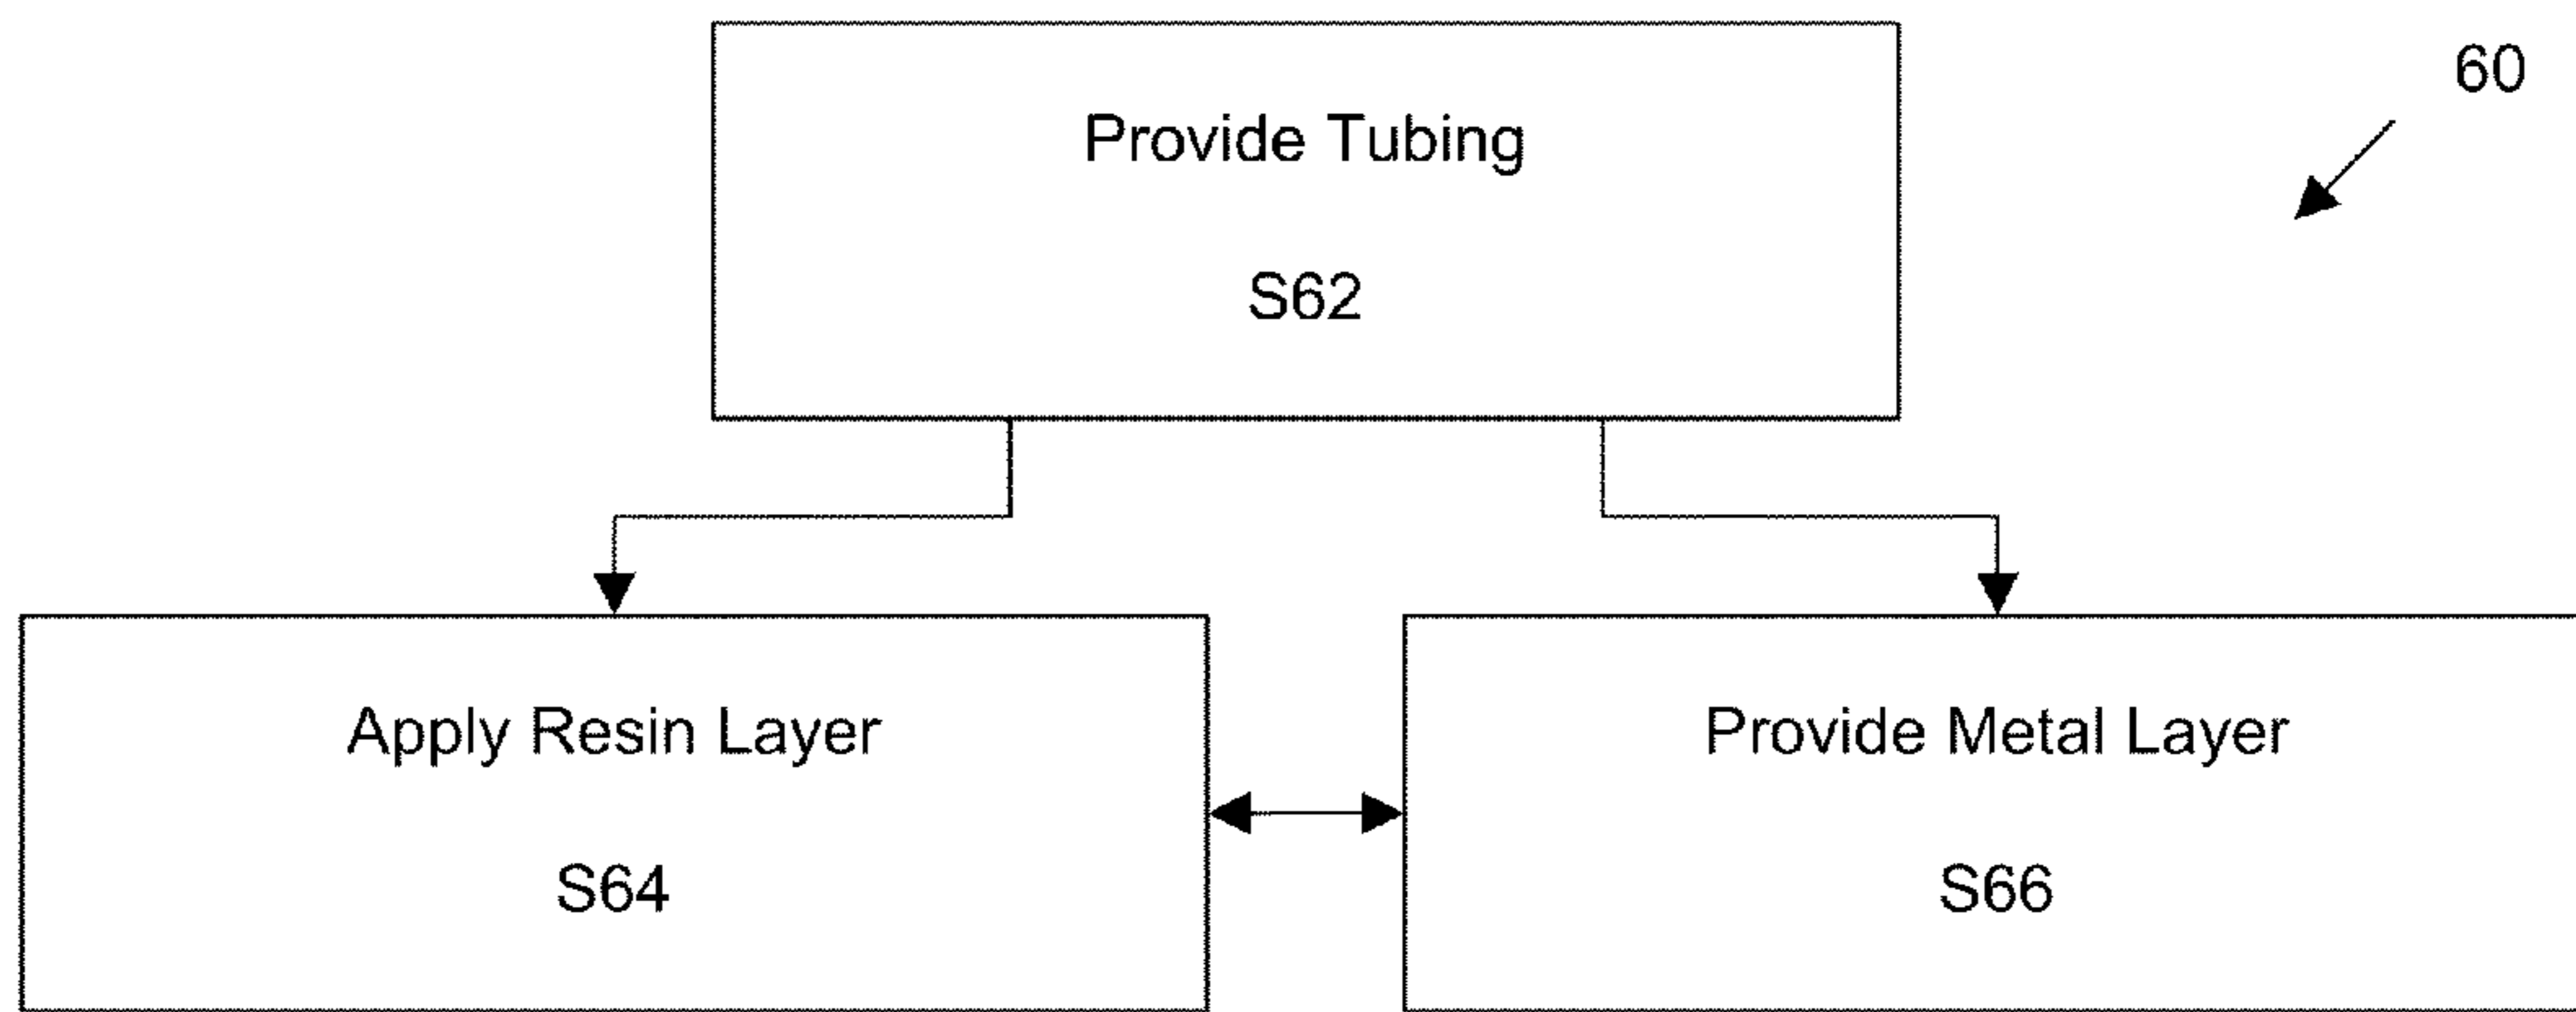 60
Provide Tubing
S62
Apply Resin Layer
S64
Provide Metal Layer
S66